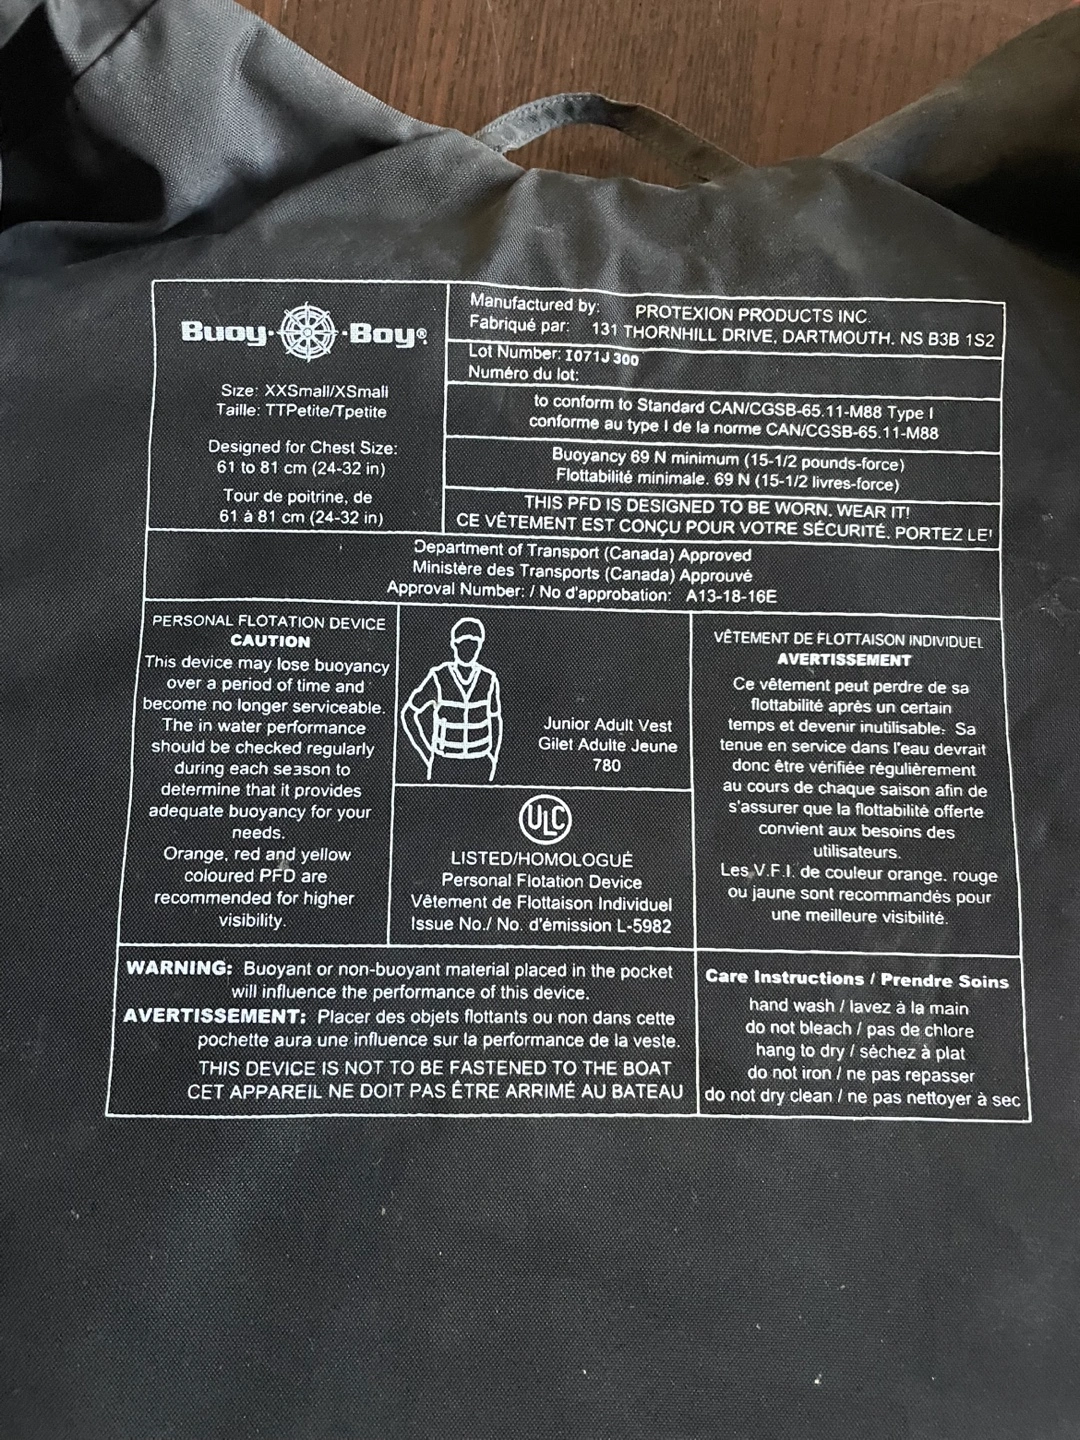 Buoy·Boy®
Size: XXSmall/XSmall
Taille: TTPetite/Tpetite
Designed for Chest Size:
61 to 81 cm (24-32 in)
Tour de poitrine, de
61 à 81 cm (24-32 in)
Manufactured by: PROTEXION PRODUCTS INC.
Fabriqué par: 131 THORNHILL DRIVE, DARTMOUTH. NS B3B 1S2
Lot Number: I071J300
Numéro du lot:
to conform to Standard CAN/CGSB-65.11-M88 Type I
conforme au type I de la norme CAN/CGSB-65.11-M88
Buoyancy 69 N minimum (15-1/2 pounds-force)
Flottabilité minimale. 69 N (15-1/2 livres-force)
THIS PFD IS DESIGNED TO BE WORN. WEAR IT!
CE VÊTEMENT EST CONÇU POUR VOTRE SÉCURITÉ. PORTEZ LE!
Department of Transport (Canada) Approved
Ministère des Transports (Canada) Approuvé
Approval Number: / No d'approbation: A13-18-16E
PERSONAL FLOTATION DEVICE
CAUTION
This device may lose buoyancy
over a period of time and
become no longer serviceable.
The in water performance
should be checked regularly
during each season to
determine that it provides
adequate buoyancy for your
needs.
Orange, red and yellow
coloured PFD are
recommended for higher
visibility.
Junior Adult Vest
Gilet Adulte Jeune
780
ULC
LISTED/HOMOLOGUÉ
Personal Flotation Device
Vêtement de Flottaison Individuel
Issue No./ No. d'émission L-5982
VÊTEMENT DE FLOTTAISON INDIVIDUEL
AVERTISSEMENT
Ce vêtement peut perdre de sa
flottabilité après un certain
temps et devenir inutilisable. Sa
tenue en service dans l'eau devrait
donc être vérifiée régulièrement
au cours de chaque saison afin de
s'assurer que la flottabilité offerte
convient aux besoins des
utilisateurs.
Les V.F.I. de couleur orange. rouge
ou jaune sont recommandés pour
une meilleure visibilité.
WARNING: Buoyant or non-buoyant material placed in the pocket
will influence the performance of this device.
AVERTISSEMENT: Placer des objets flottants ou non dans cette
pochette aura une influence sur la performance de la veste.
THIS DEVICE IS NOT TO BE FASTENED TO THE BOAT
CET APPAREIL NE DOIT PAS ÊTRE ARRIMÉ AU BATEAU
Care Instructions / Prendre Soins
hand wash / lavez à la main
do not bleach / pas de chlore
hang to dry / séchez à plat
do not iron / ne pas repasser
do not dry clean / ne pas nettoyer à sec